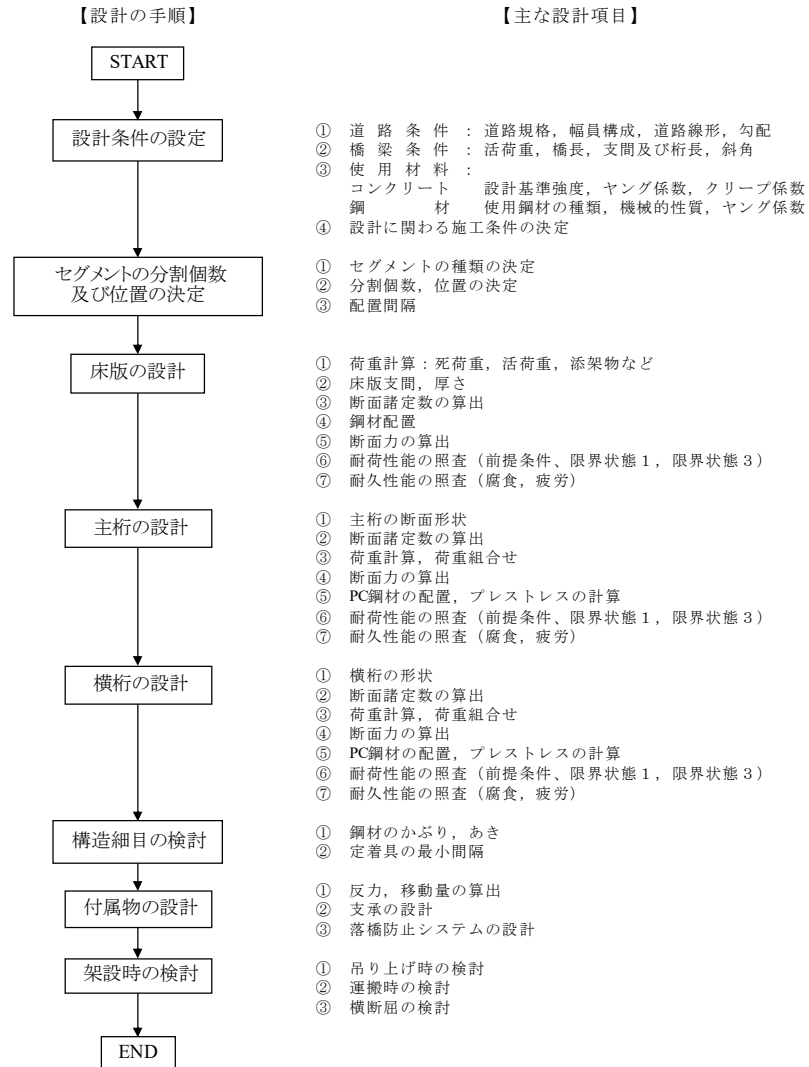 【設計の手順】
【主な設計項目】
START
設計条件の設定
① 道路条件：道路規格，幅員構成，道路線形，勾配
② 橋梁条件：活荷重，橋長，支間及び桁長，斜角
③ 使用材料：
コンクリート 設計基準強度，ヤング係数，クリープ係数
鋼材 使用鋼材の種類，機械的性質，ヤング係数
④ 設計に関わる施工条件の決定
セグメントの分割個数
及び位置の決定
① セグメントの種類の決定
② 分割個数，位置の決定
③ 配置間隔
床版の設計
① 荷重計算：死荷重，活荷重，添架物など
② 床版支間，厚さ
③ 断面諸定数の算出
④ 鋼材配置
⑤ 断面力の算出
⑥ 耐荷性能の照査（前提条件、限界状態１，限界状態３）
⑦ 耐久性能の照査（腐食，疲労）
主桁の設計
① 主桁の断面形状
② 断面諸定数の算出
③ 荷重計算，荷重組合せ
④ 断面力の算出
⑤ PC鋼材の配置，プレストレスの計算
⑥ 耐荷性能の照査（前提条件、限界状態１，限界状態３）
⑦ 耐久性能の照査（腐食，疲労）
横桁の設計
① 横桁の形状
② 断面諸定数の算出
③ 荷重計算，荷重組合せ
④ 断面力の算出
⑤ PC鋼材の配置，プレストレスの計算
⑥ 耐荷性能の照査（前提条件、限界状態１，限界状態３）
⑦ 耐久性能の照査（腐食，疲労）
構造細目の検討
① 鋼材のかぶり，あき
② 定着具の最小間隔
付属物の設計
① 反力，移動量の算出
② 支承の設計
③ 落橋防止システムの設計
架設時の検討
① 吊り上げ時の検討
② 運搬時の検討
③ 横断屈の検討
END